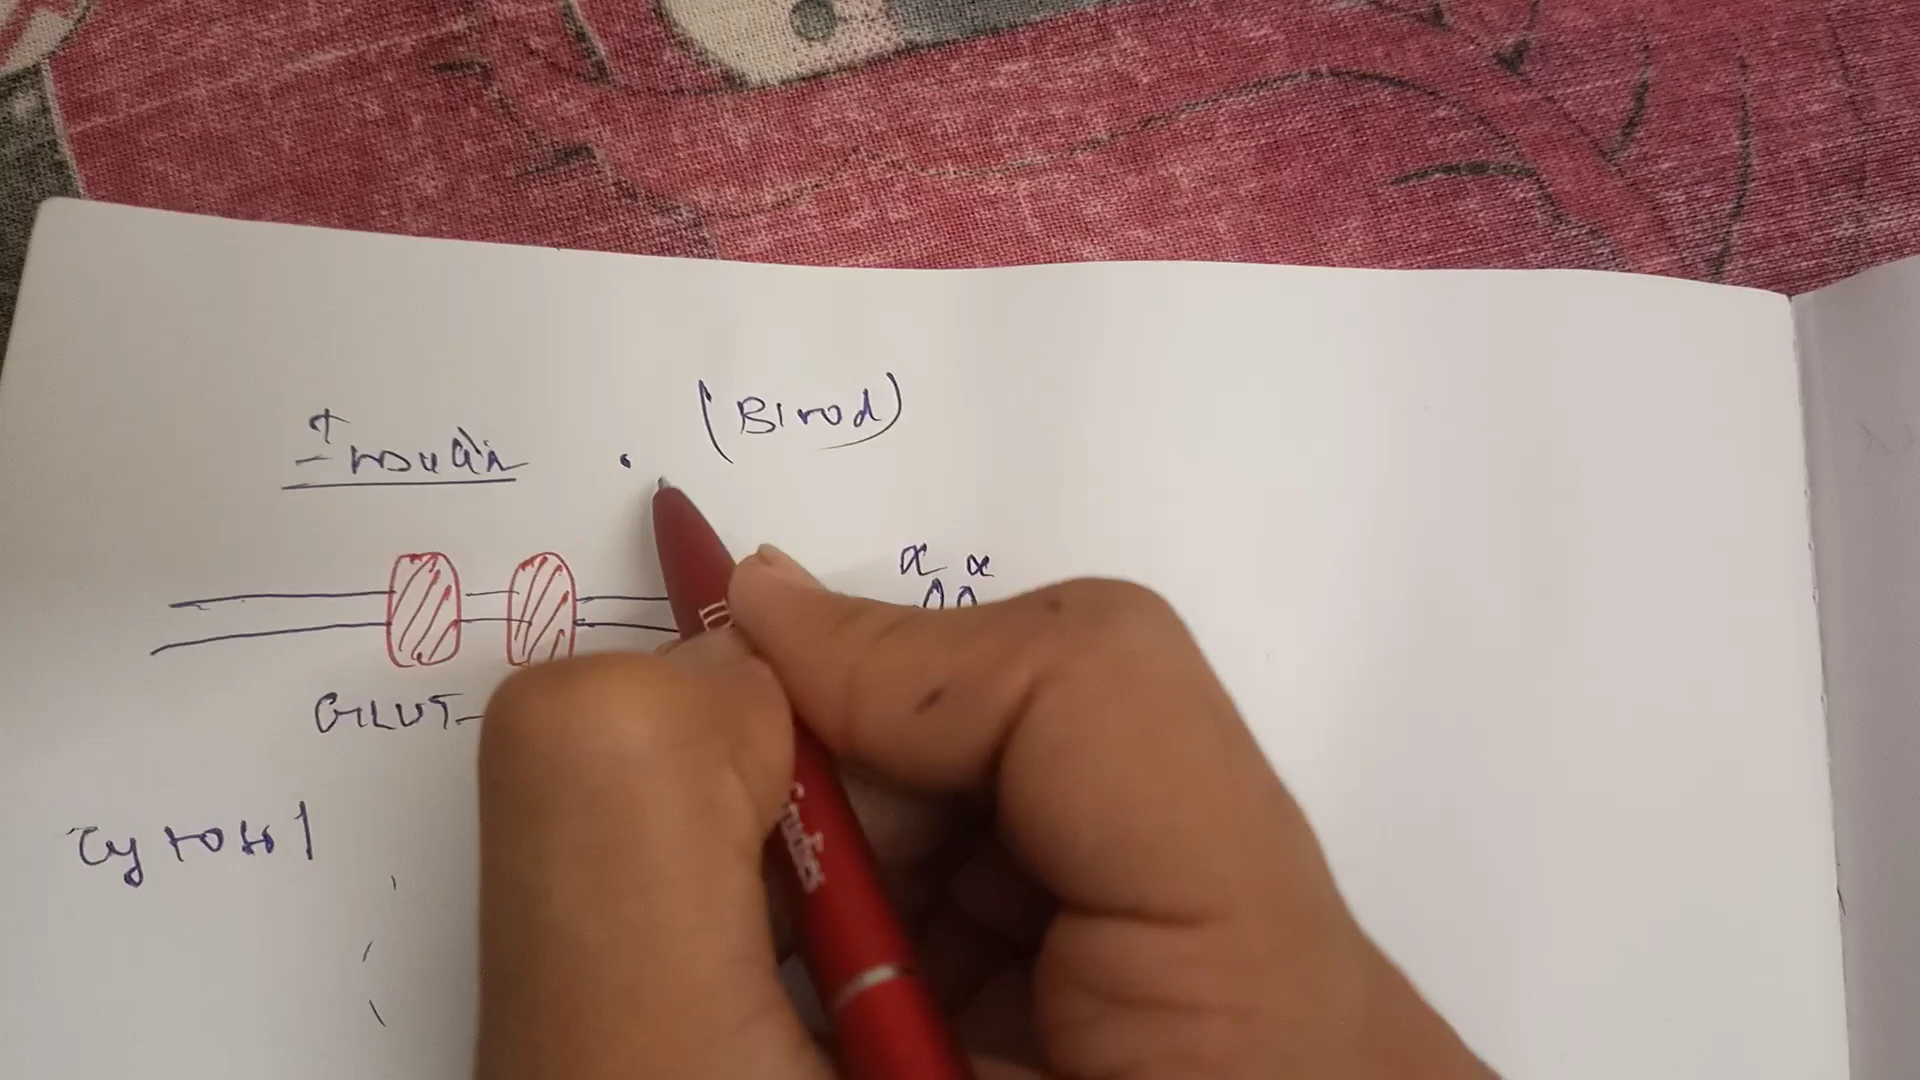 (Blood)
↑ Insulin
α α
GLUT-
Cytosol